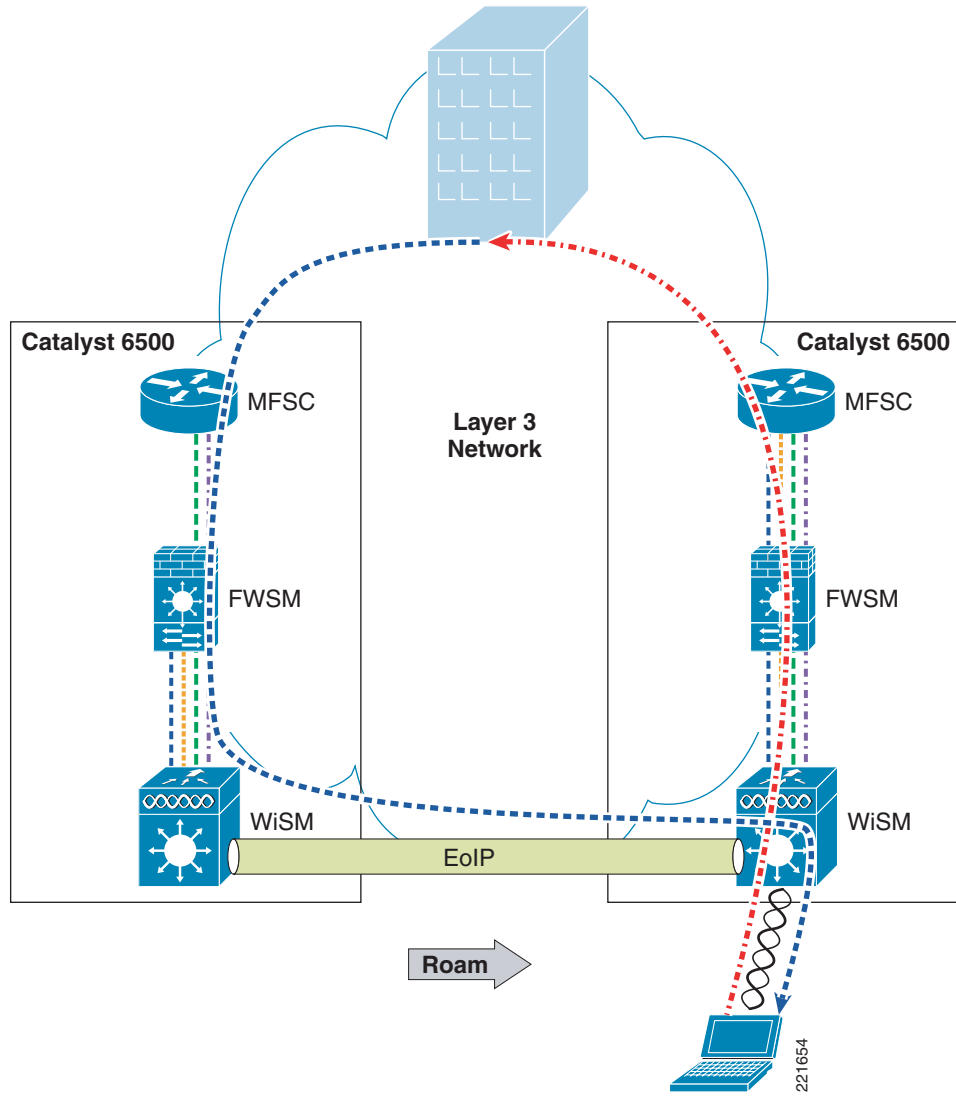 Catalyst 6500
Catalyst 6500
MFSC
MFSC
Layer 3
Network
FWSM
FWSM
WiSM
WiSM
EoIP
Roam
221654